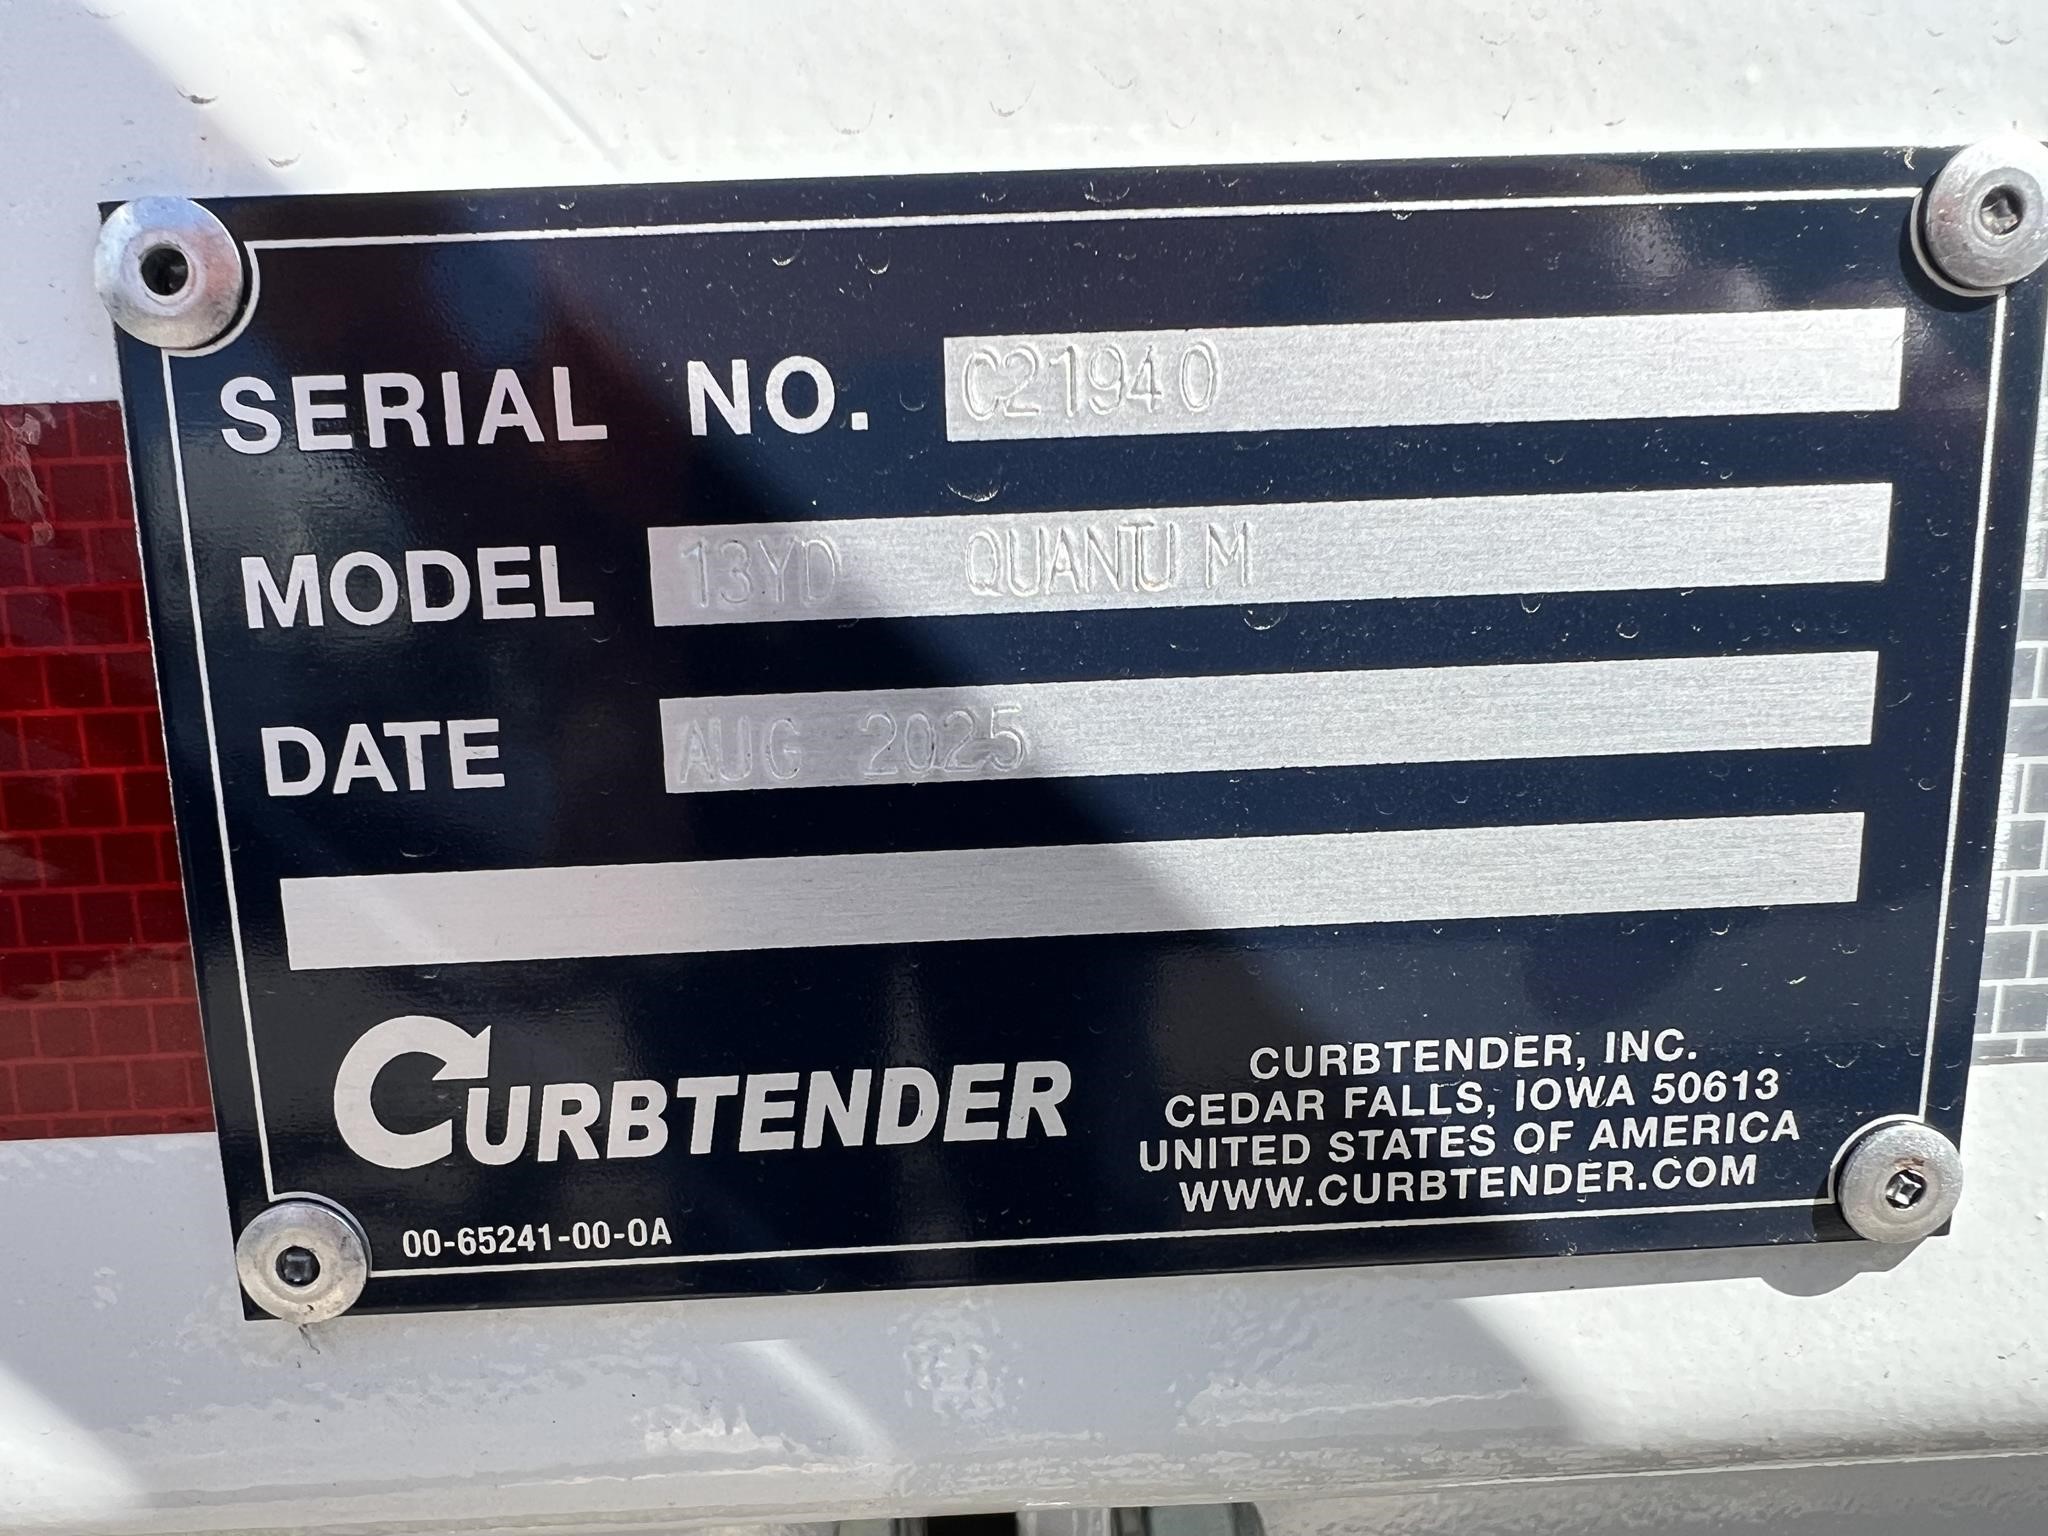 SERIAL NO. C21940
MODEL 13YD QUANTUM
DATE AUG 2025
CURBTENDER
CURBTENDER, INC.
CEDAR FALLS, IOWA 50613
UNITED STATES OF AMERICA
WWW.CURBTENDER.COM
00-65241-00-0A